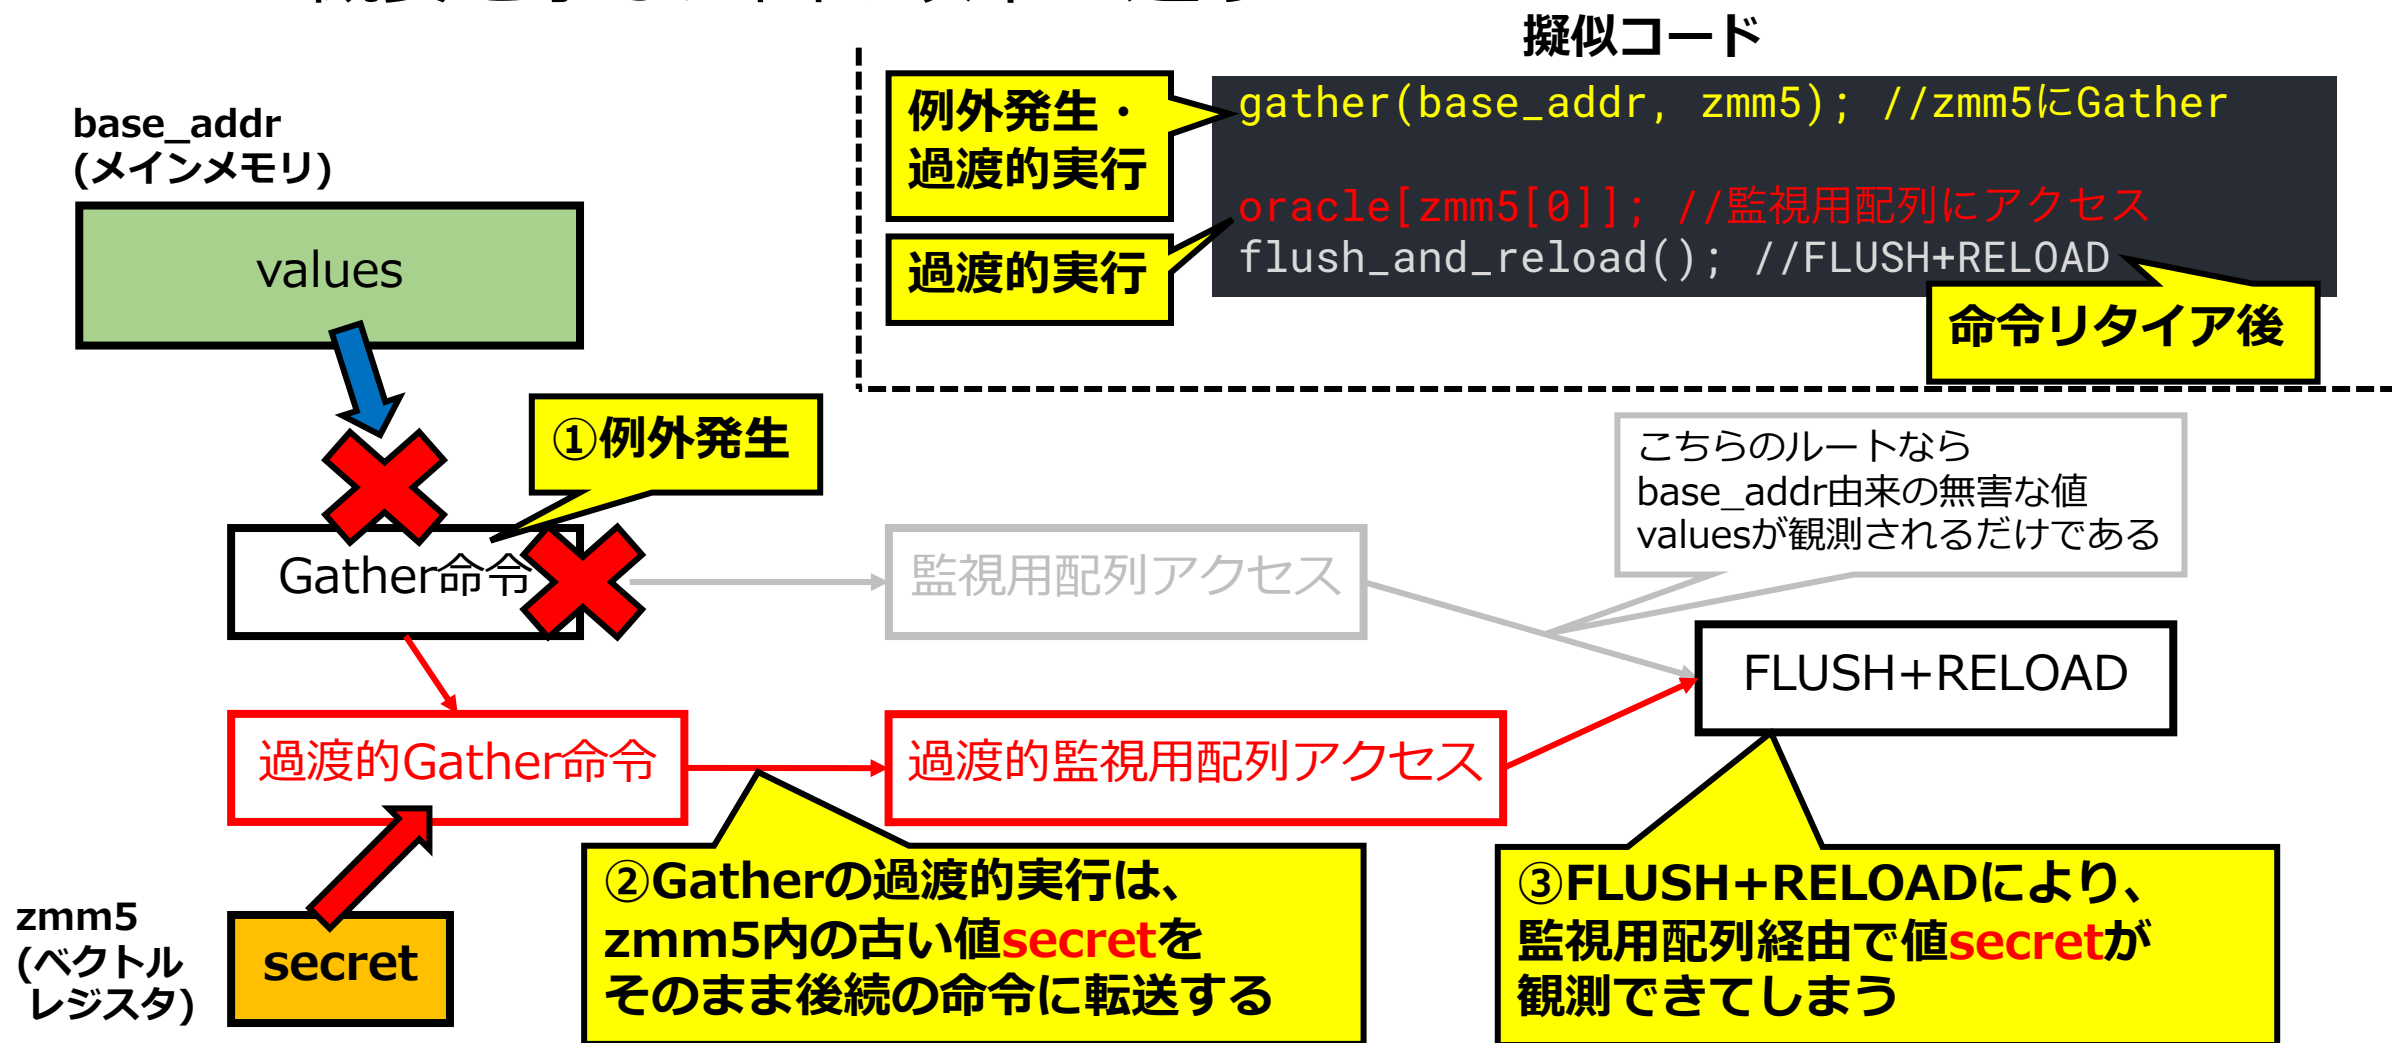 擬似コード
例外発生・
過渡的実行
過渡的実行
gather(base_addr, zmm5); //zmm5にGather
oracle[zmm5[0]]; //監視用配列にアクセス
flush_and_reload(); //FLUSH+RELOAD
命令リタイア後
base_addr
(メインメモリ)
values
①例外発生
こちらのルートなら
base_addr由来の無害な値
valuesが観測されるだけである
Gather命令
監視用配列アクセス
FLUSH+RELOAD
過渡的Gather命令
過渡的監視用配列アクセス
zmm5
(ベクトル
レジスタ)
secret
②Gatherの過渡的実行は、
zmm5内の古い値secretを
そのまま後続の命令に転送する
③FLUSH+RELOADにより、
監視用配列経由で値secretが
観測できてしまう